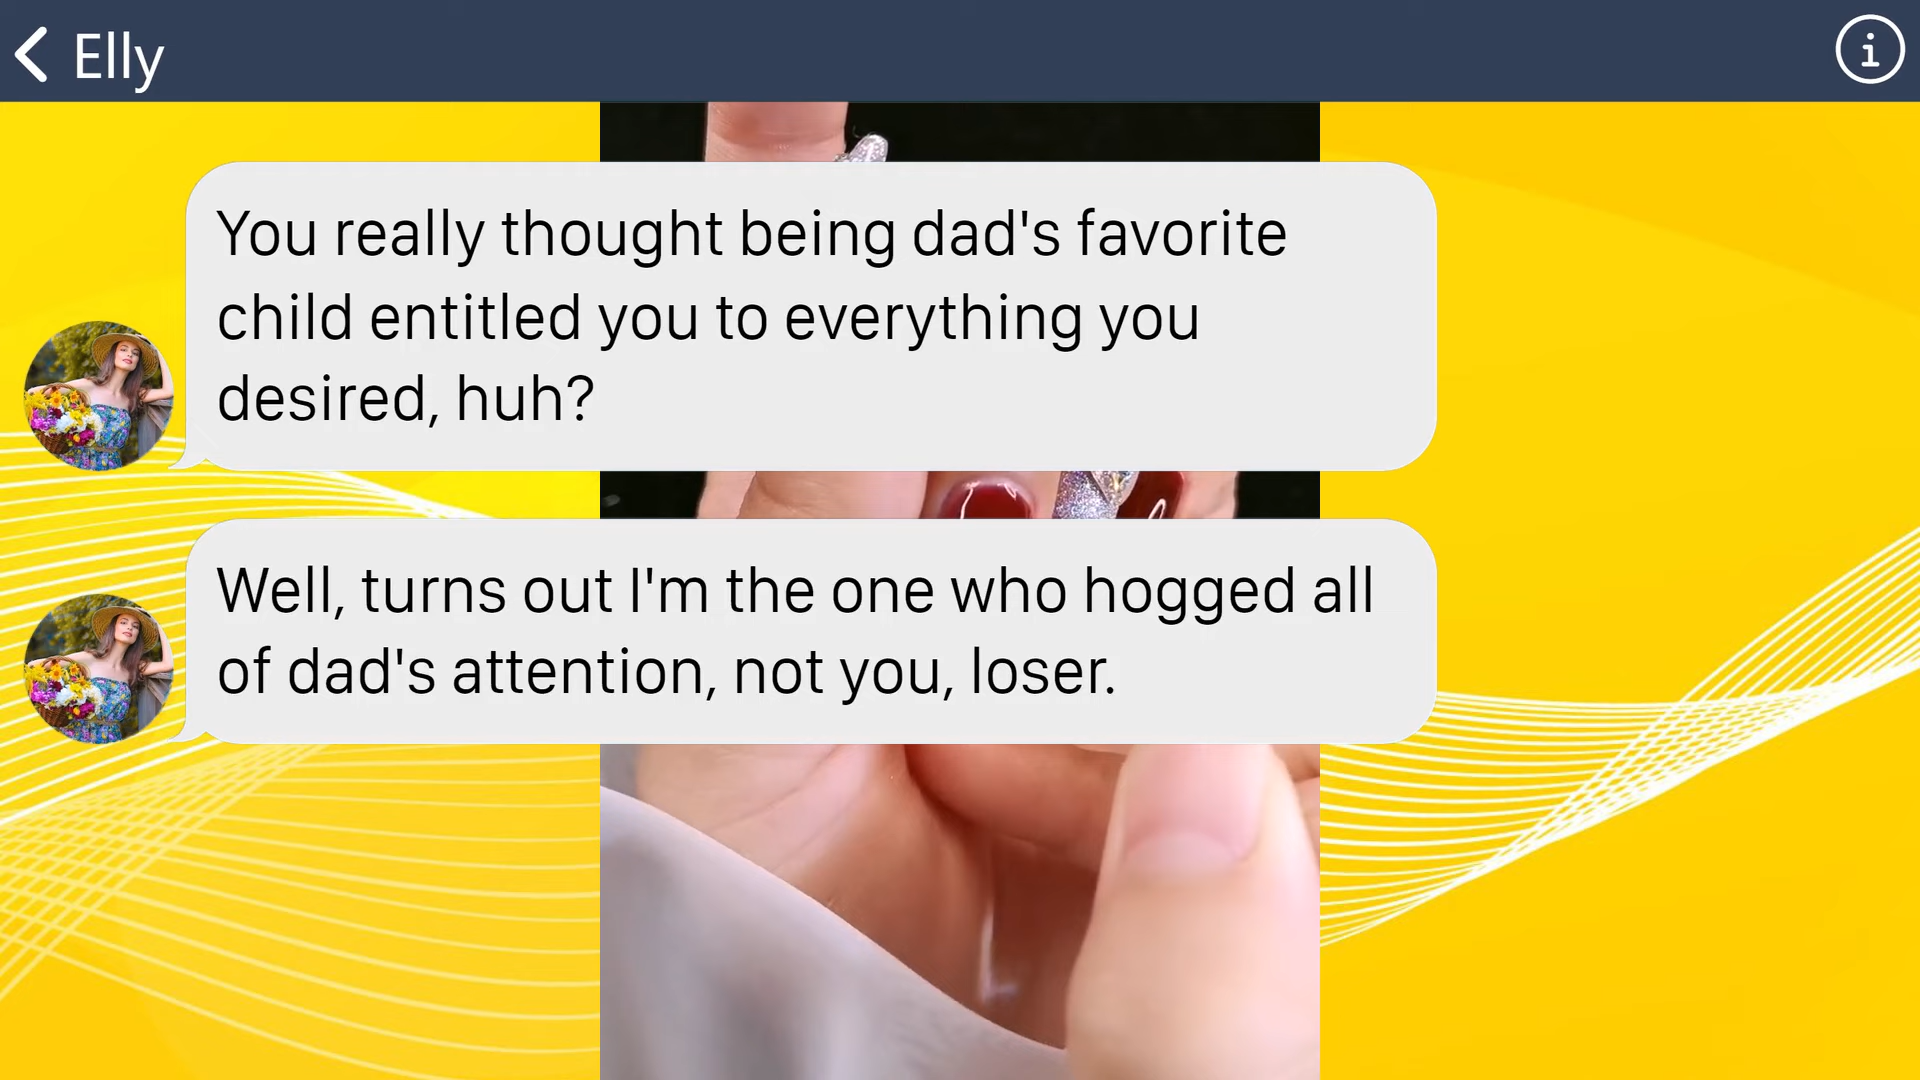 Elly
You really thought being dad's favorite
child entitled you to everything you
desired, huh?
Well, turns out I'm the one who hogged all
of dad's attention, not you, loser.